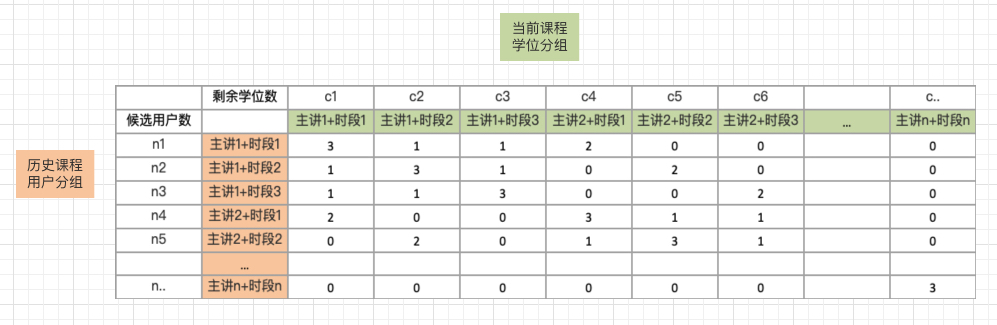 当前课程
学位分组
剩余学位数 c1 c2 c3 c4 c5 c6 c..
候选用户数 主讲1+时段1 主讲1+时段2 主讲1+时段3 主讲2+时段1 主讲2+时段2 主讲2+时段3 ... 主讲n+时段n
n1 主讲1+时段1 3 1 1 2 0 0 0
n2 主讲1+时段2 1 3 1 0 2 0 0
n3 主讲1+时段3 1 1 3 0 0 2 0
n4 主讲2+时段1 2 0 0 3 1 1 0
n5 主讲2+时段2 0 2 0 1 3 1 0
...
n.. 主讲n+时段n 0 0 0 0 0 0 3
历史课程
用户分组